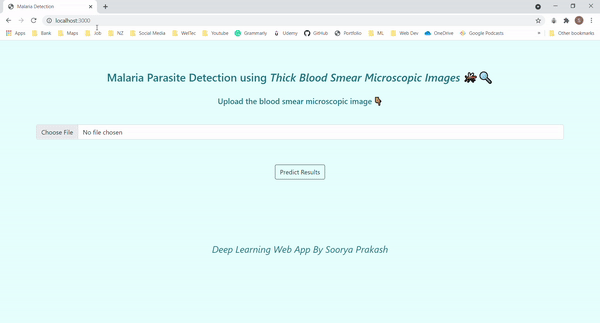 Malaria Detection
localhost:3000
Apps Bank Maps Job NZ Social Media WelTec Youtube Grammarly Udemy GitHub Portfolio ML Web Dev OneDrive Google Podcasts » Other bookmarks
Malaria Parasite Detection using Thick Blood Smear Microscopic Images
Upload the blood smear microscopic image
Choose File No file chosen
Predict Results
Deep Learning Web App By Soorya Prakash